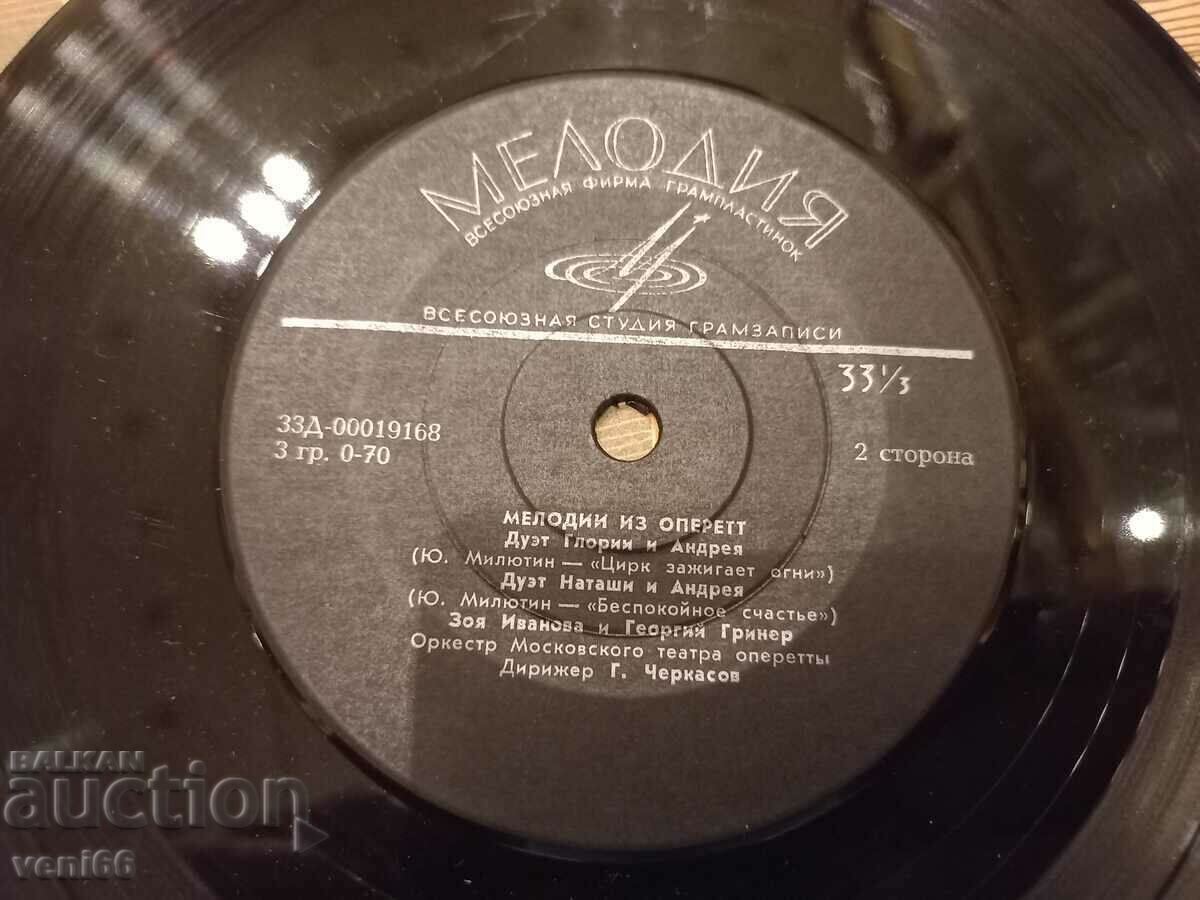 МЕЛОДИЯ
ВСЕСОЮЗНАЯ ФИРМА ГРАМПЛАСТИНОК
ВСЕСОЮЗНАЯ СТУДИЯ ГРАМЗАПИСИ
33⅓
33Д-00019168
3 гр. 0-70
2 сторона
МЕЛОДИИ ИЗ ОПЕРЕТТ
Дуэт Глории и Андрея
(Ю. Милютин — «Цирк зажигает огни»)
Дуэт Наташи и Андрея
(Ю. Милютин — «Беспокойное счастье»)
Зоя Иванова и Георгий Гринер
Оркестр Московского театра оперетты
Дирижер Г. Черкасов
BALKAN
auction
veni66